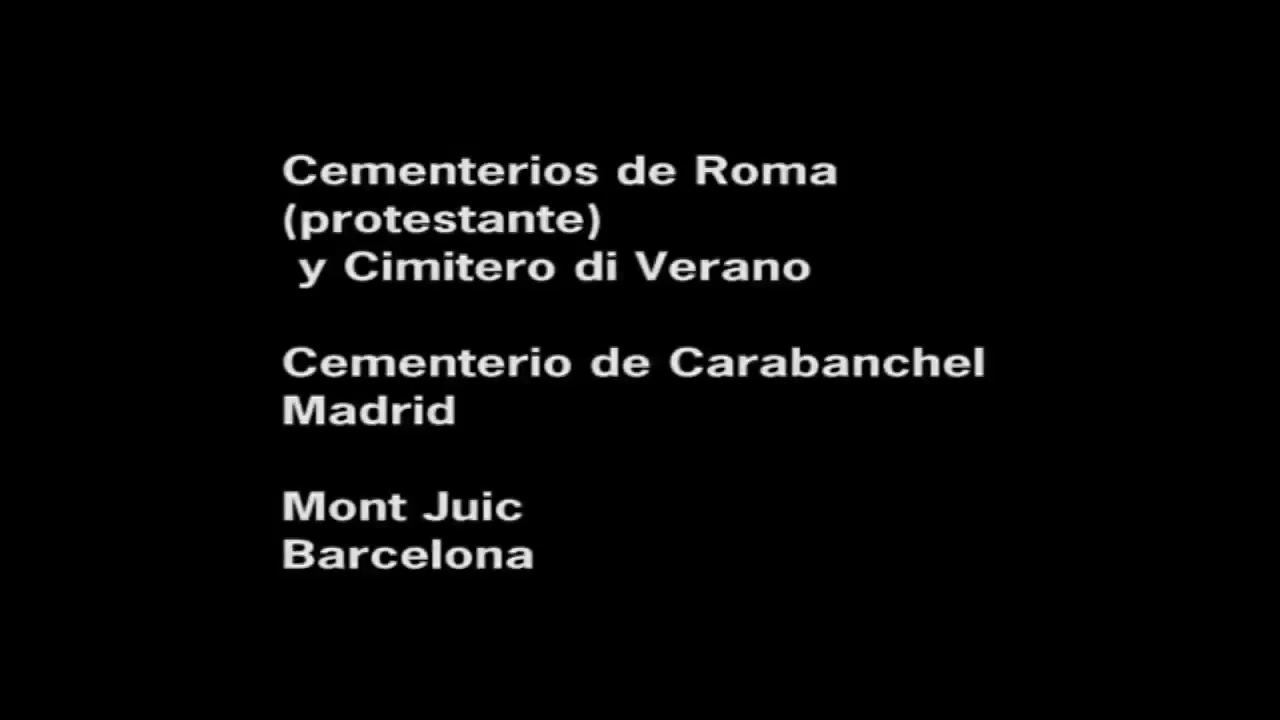 Cementerios de Roma
(protestante)
y Cimitero di Verano
Cementerio de Carabanchel
Madrid
Mont Juic
Barcelona